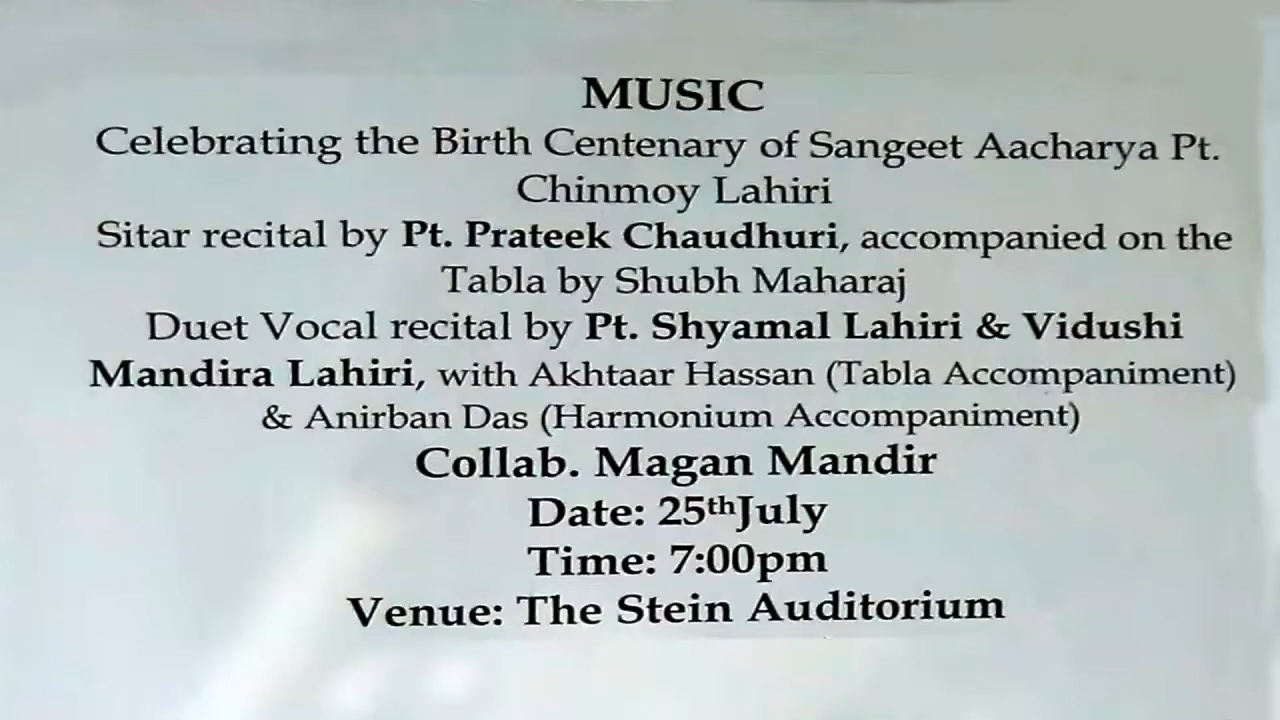 MUSIC
Celebrating the Birth Centenary of Sangeet Aacharya Pt.
Chinmoy Lahiri
Sitar recital by Pt. Prateek Chaudhuri, accompanied on the
Tabla by Shubh Maharaj
Duet Vocal recital by Pt. Shyamal Lahiri & Vidushi
Mandira Lahiri, with Akhtaar Hassan (Tabla Accompaniment)
& Anirban Das (Harmonium Accompaniment)
Collab. Magan Mandir
Date: 25thJuly
Time: 7:00pm
Venue: The Stein Auditorium